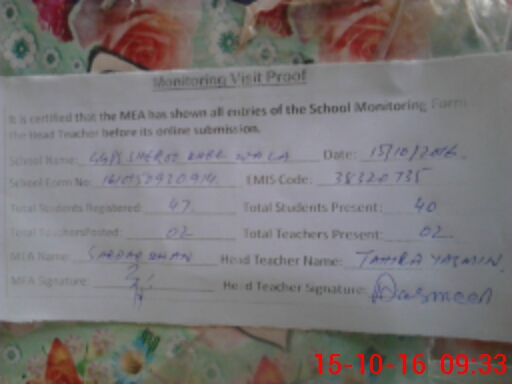 Monitoring Visit Proof
It is certified that the MEA has shown all entries of the School Monitoring Form
the Head Teacher before its online submission.
School Name: Date: 15/10/2016
School Form No: EMIS Code: 38320735
Total Students Registered: 47 Total Students Present: 40
Total Teachers Posted: 02 Total Teachers Present: 02
MEA Name: Head Teacher Name: TAHIRA YASMIN
MEA Signature: Head Teacher Signature: Yasmeen
15-10-16 09:33